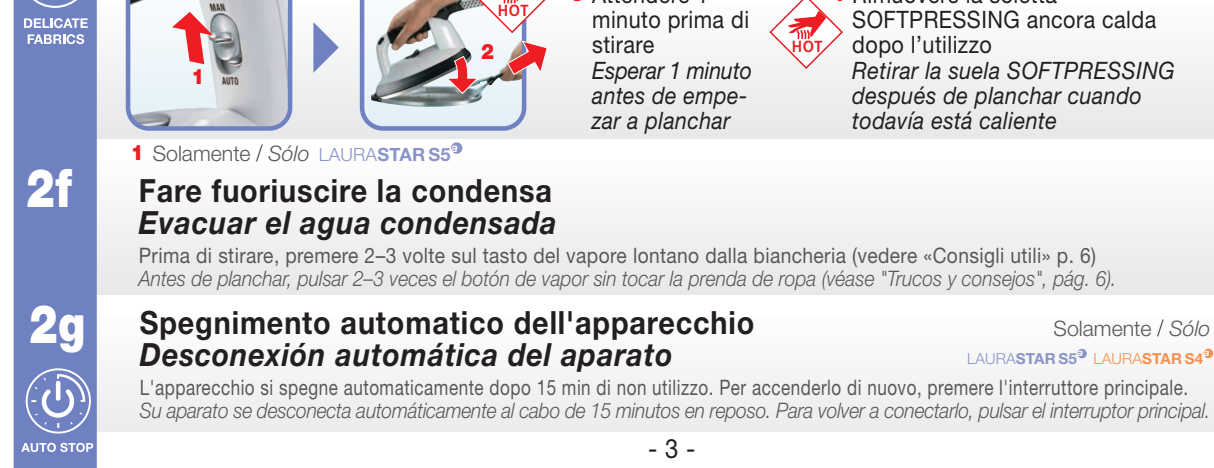 DELICATE
FABRICS
MAN
AUTO
1
2
HOT
minuto prima di
stirare
Esperar 1 minuto
antes de empe-
zar a planchar
HOT
SOFTPRESSING ancora calda
dopo l'utilizzo
Retirar la suela SOFTPRESSING
después de planchar cuando
todavía está caliente
1 Solamente / Sólo LAURASTAR S5a
2f
Fare fuoriuscire la condensa
Evacuar el agua condensada
Prima di stirare, premere 2–3 volte sul tasto del vapore lontano dalla biancheria (vedere «Consigli utili» p. 6)
Antes de planchar, pulsar 2–3 veces el botón de vapor sin tocar la prenda de ropa (véase "Trucos y consejos", pág. 6).
2g
Spegnimento automatico dell'apparecchio
Desconexión automática del aparato
Solamente / Sólo
LAURASTAR S5a LAURASTAR S4a
L'apparecchio si spegne automaticamente dopo 15 min di non utilizzo. Per accenderlo di nuovo, premere l'interruttore principale.
Su aparato se desconecta automáticamente al cabo de 15 minutos en reposo. Para volver a conectarlo, pulsar el interruptor principal.
AUTO STOP
- 3 -